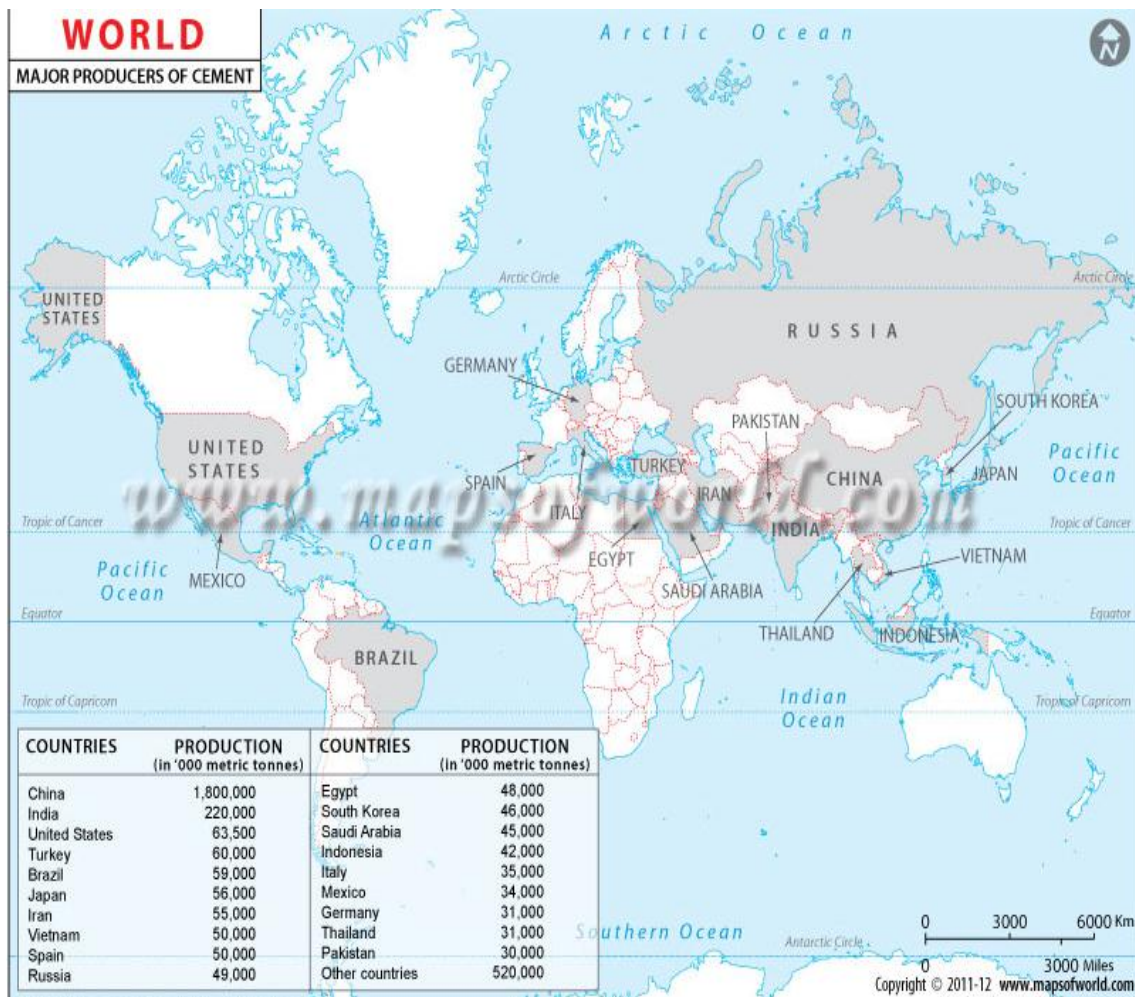 WORLD
MAJOR PRODUCERS OF CEMENT
Arctic Ocean
N
Arctic Circle
Arctic Circle
UNITED
STATES
RUSSIA
GERMANY
SOUTH KOREA
PAKISTAN
UNITED
STATES
Pacific
Ocean
SPAIN
TURKEY
IRAN
CHINA
JAPAN
www.mapsofworld.com
Tropic of Cancer
Atlantic
Ocean
ITALY
INDIA
Tropic of Cancer
EGYPT
VIETNAM
Pacific
Ocean
MEXICO
SAUDI ARABIA
Equator
Equator
THAILAND
INDONESIA
BRAZIL
Tropic of Capricorn
Indian
Ocean
Tropic of Capricorn
COUNTRIES PRODUCTION COUNTRIES PRODUCTION
(in '000 metric tonnes) (in '000 metric tonnes)
China 1,800,000 Egypt 48,000
India 220,000 South Korea 46,000
United States 63,500 Saudi Arabia 45,000
Turkey 60,000 Indonesia 42,000
Brazil 59,000 Italy 35,000
Japan 56,000 Mexico 34,000
Iran 55,000 Germany 31,000
Vietnam 50,000 Thailand 31,000
Spain 50,000 Pakistan 30,000
Russia 49,000 Other countries 520,000
Southern Ocean
Antarctic Circle
0 3000 6000 Km
0 3000 Miles
Copyright © 2011-12 www.mapsofworld.com